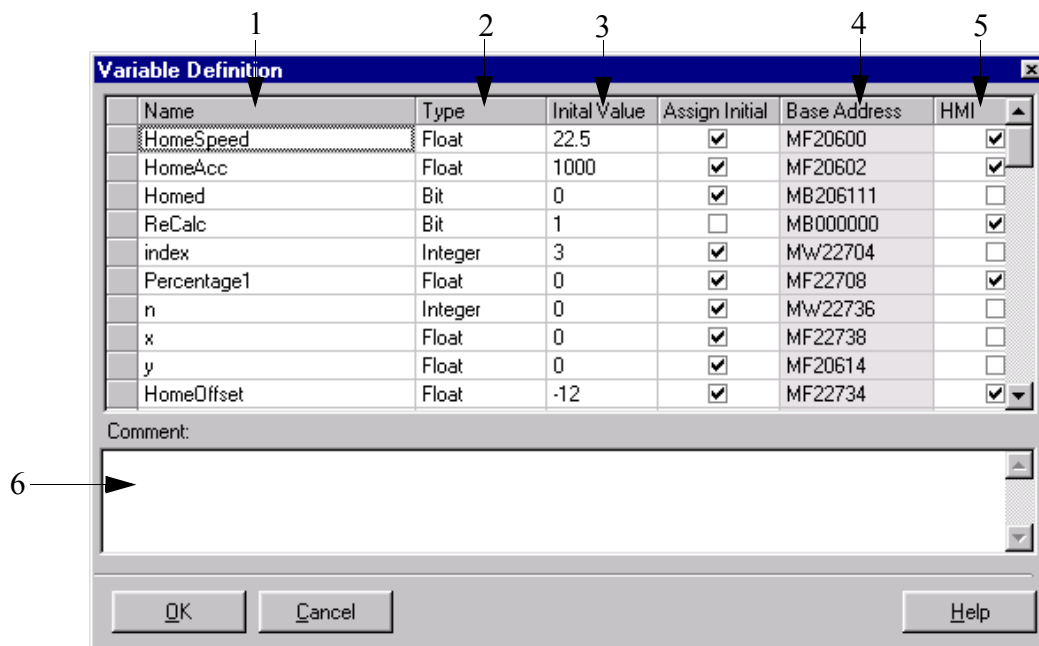 1 2 3 4 5
Variable Definition
Name Type Inital Value Assign Initial Base Address HMI
HomeSpeed Float 22.5 MF20600
HomeAcc Float 1000 MF20602
Homed Bit 0 MB206111
ReCalc Bit 1 MB000000
index Integer 3 MW22704
Percentage1 Float 0 MF22708
n Integer 0 MW22736
x Float 0 MF22738
y Float 0 MF20614
HomeOffset Float -12 MF22734
Comment:
6
OK Cancel Help